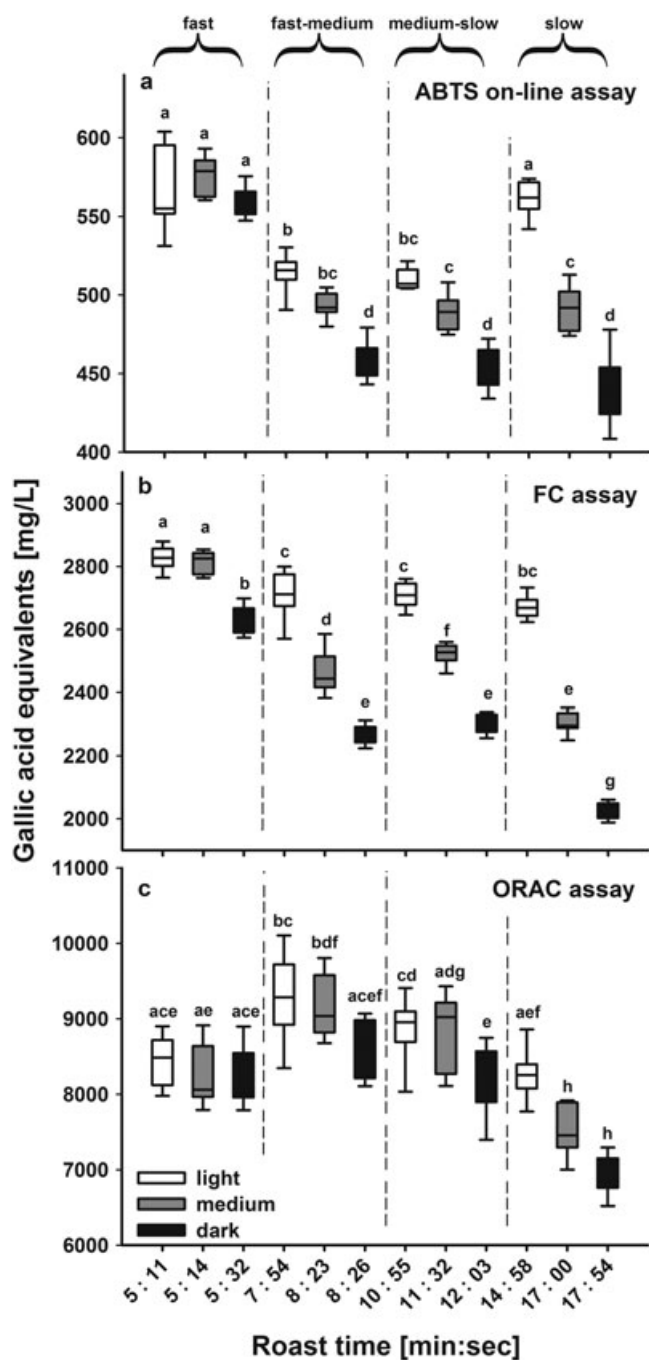 fast fast-medium medium-slow slow
a ABTS on-line assay
600
550
500
450
400
a a a b bc d bc c d a c d
b FC assay
3000
2800
2600
2400
2200
2000
a a b c d e c f e bc e g
c ORAC assay
11000
10000
9000
8000
7000
6000
ace ae ace bc bdf acef cd adg e aef h h
light
medium
dark
Gallic acid equivalents [mg/L]
5 : 11 5 : 14 5 : 32 7 : 54 8 : 23 8 : 26 10 : 55 11 : 32 12 : 03 14 : 58 17 : 00 17 : 54
Roast time [min:sec]